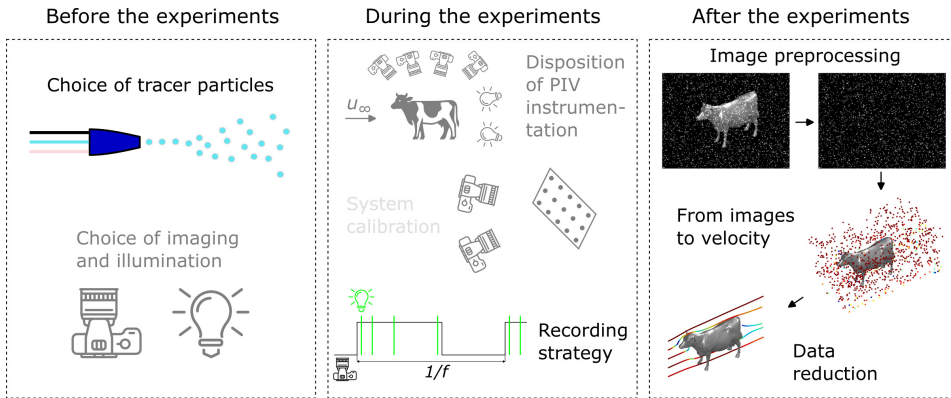 Before the experiments
Choice of tracer particles
Choice of imaging
and illumination
During the experiments
u∞
Disposition
of PIV
instrumen-
tation
System
calibration
Recording
strategy
1/f
After the experiments
Image preprocessing
From images
to velocity
Data
reduction